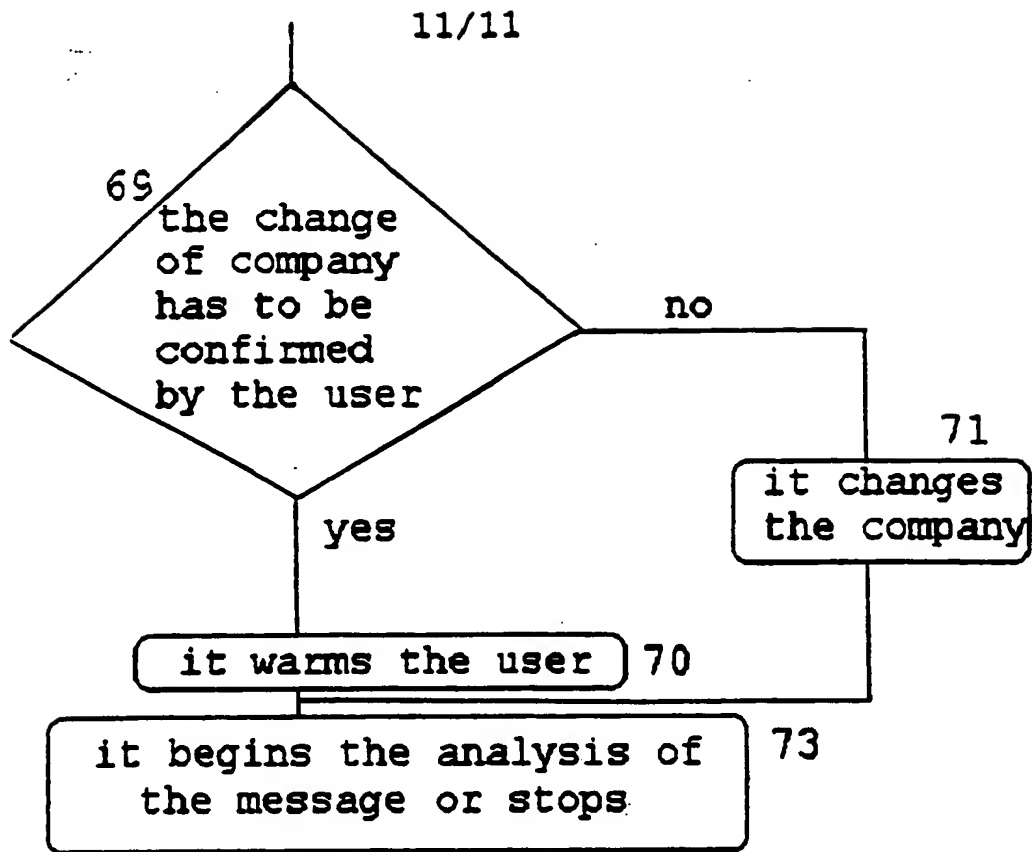 11/11
69
the change
of company
has to be
confirmed
by the user
no
71
it changes
the company
yes
it warms the user
70
73
it begins the analysis of
the message or stops